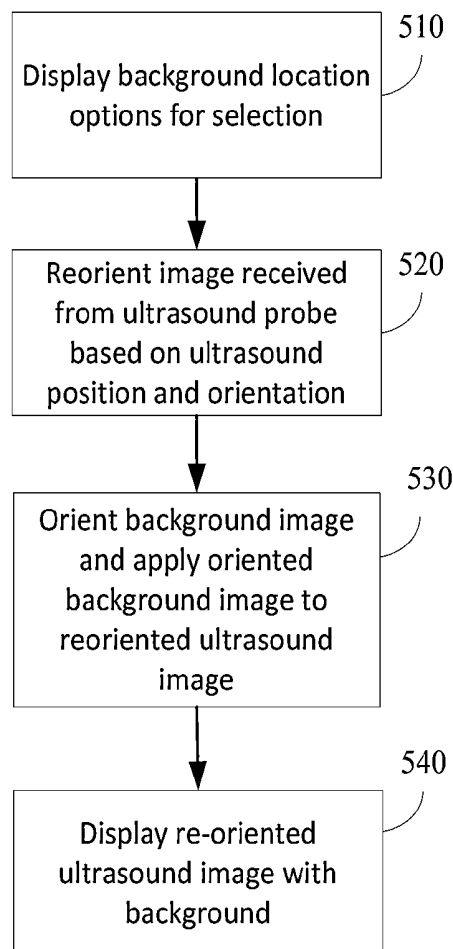 510
Display background location
options for selection
520
Reorient image received
from ultrasound probe
based on ultrasound
position and orientation
530
Orient background image
and apply oriented
background image to
reoriented ultrasound
image
540
Display re-oriented
ultrasound image with
background